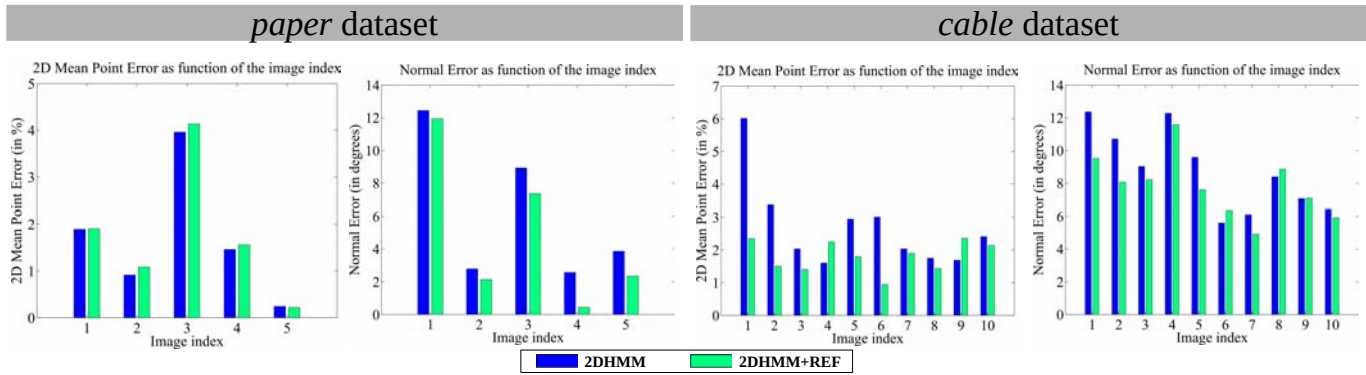 paper dataset
cable dataset
2D Mean Point Error as function of the image index
2D Mean Point Error (in %)
5
4
3
2
1
0
1 2 3 4 5
Image index
Normal Error as function of the image index
Normal Error (in degrees)
14
12
10
8
6
4
2
0
1 2 3 4 5
Image index
2D Mean Point Error as function of the image index
2D Mean Point Error (in %)
7
6
5
4
3
2
1
0
1 2 3 4 5 6 7 8 9 10
Image index
Normal Error as function of the image index
Normal Error (in degrees)
14
12
10
8
6
4
2
0
1 2 3 4 5 6 7 8 9 10
Image index
2DHMM 2DHMM+REF